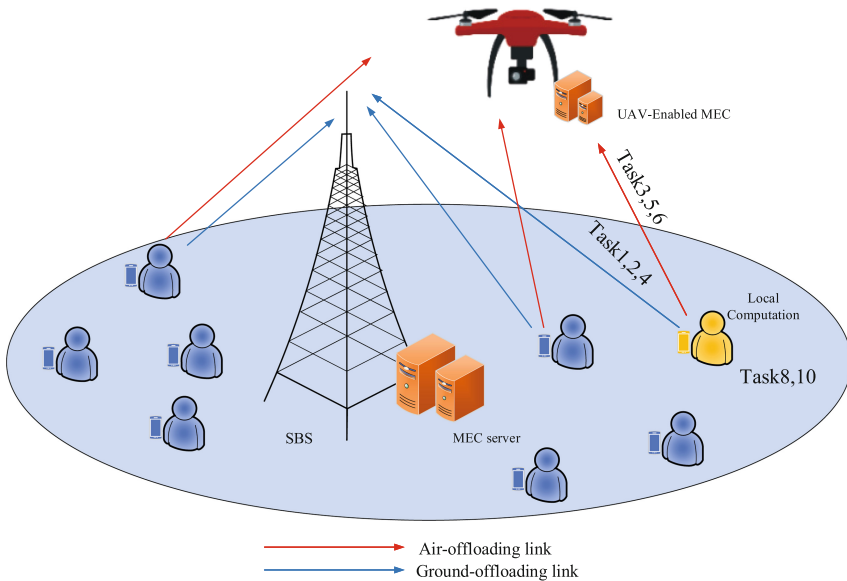 UAV-Enabled MEC
Task3,5,6
Task1,2,4
Local
Computation
Task8,10
SBS
MEC server
Air-offloading link
Ground-offloading link